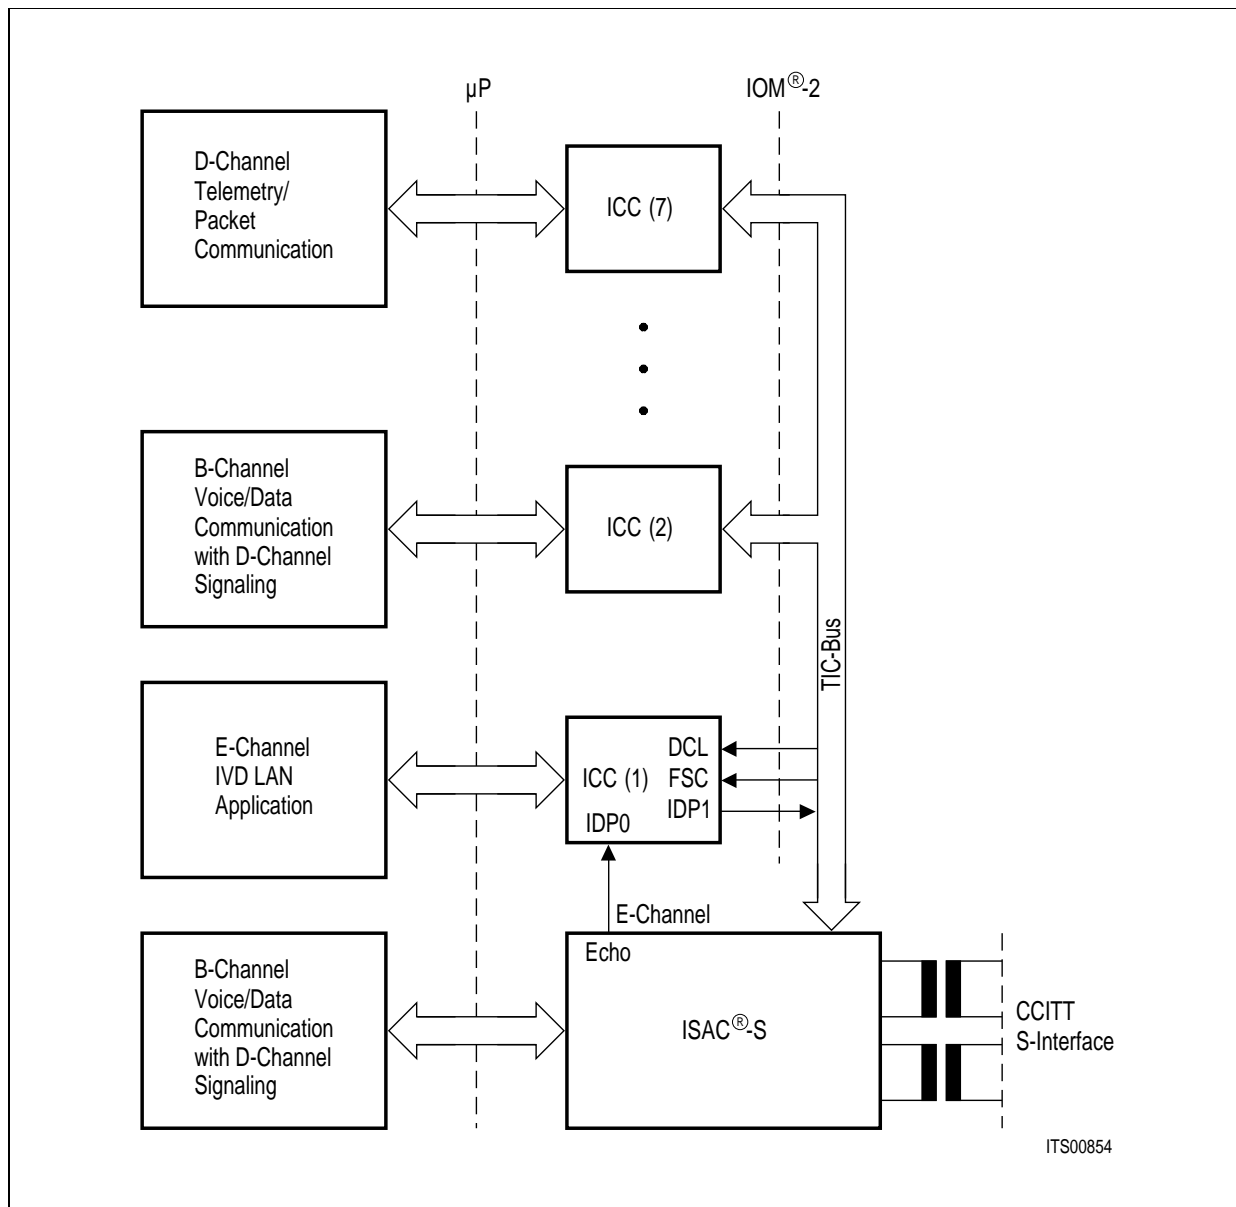 µP
IOM®-2
D-Channel
Telemetry/
Packet
Communication
ICC (7)
B-Channel
Voice/Data
Communication
with D-Channel
Signaling
ICC (2)
TIC-Bus
E-Channel
IVD LAN
Application
ICC (1)
DCL
FSC
IDP1
IDP0
E-Channel
B-Channel
Voice/Data
Communication
with D-Channel
Signaling
Echo
ISAC®-S
CCITT
S-Interface
ITS00854